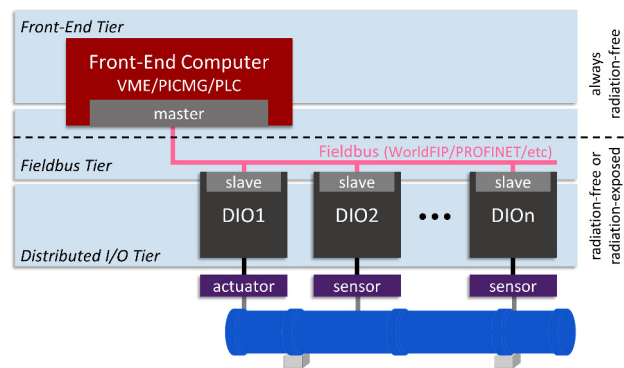 Front-End Tier
Front-End Computer
VME/PICMG/PLC
master
always
radiation-free
Fieldbus (WorldFIP/PROFINET/etc)
Fieldbus Tier
slave
slave
slave
DIO1
DIO2
•••
DIOn
radiation-free or
radiation-exposed
Distributed I/O Tier
actuator
sensor
sensor